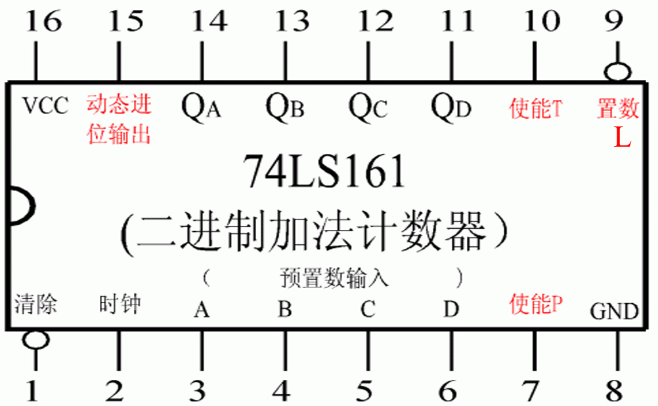 16 15 14 13 12 11 10 9
VCC 动态进 QA QB QC QD 使能T 置数
位输出 L
74LS161
(二进制加法计数器)
( 预置数输入 )
清除 时钟 A B C D 使能P GND
1 2 3 4 5 6 7 8